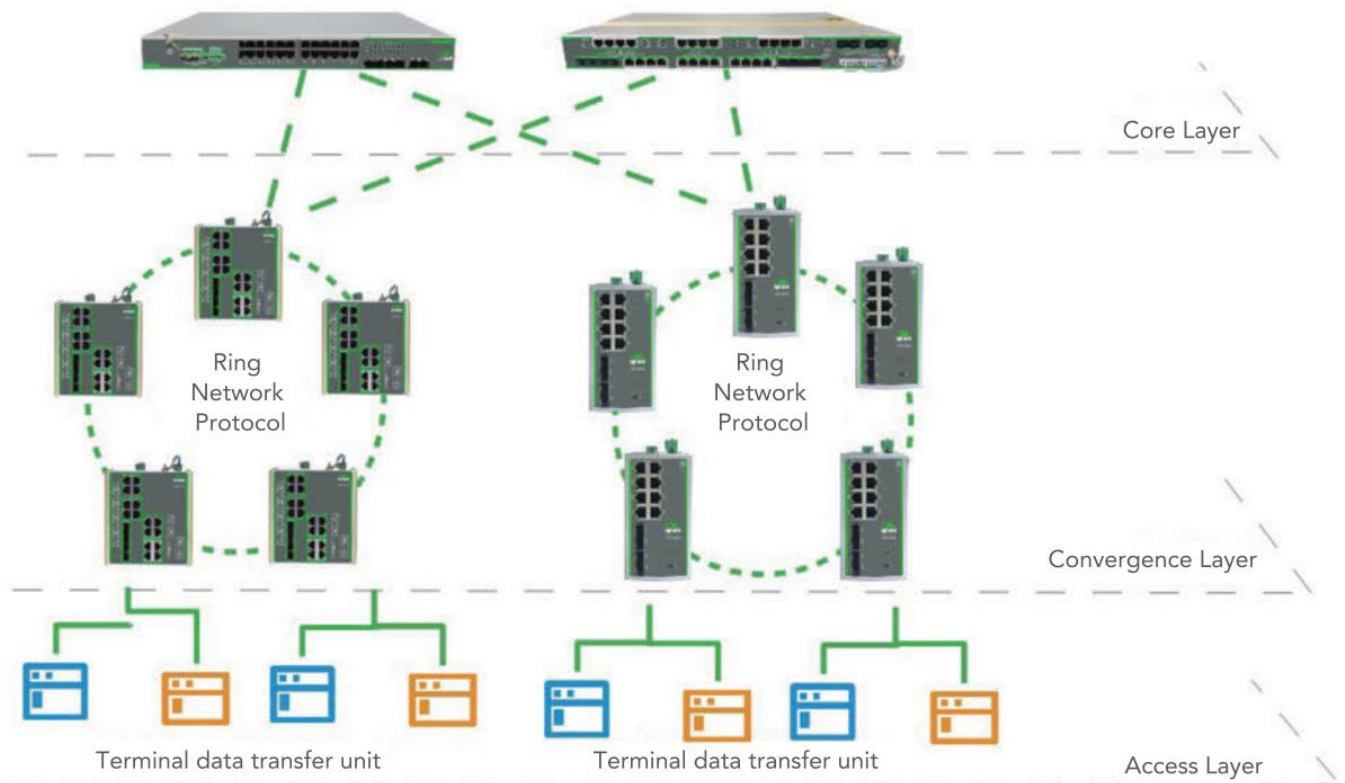 Core Layer
Ring
Network
Protocol
Ring
Network
Protocol
Convergence Layer
Terminal data transfer unit
Terminal data transfer unit
Access Layer